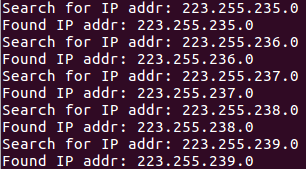 Search for IP addr: 223.255.235.0
Found IP addr: 223.255.235.0
Search for IP addr: 223.255.236.0
Found IP addr: 223.255.236.0
Search for IP addr: 223.255.237.0
Found IP addr: 223.255.237.0
Search for IP addr: 223.255.238.0
Found IP addr: 223.255.238.0
Search for IP addr: 223.255.239.0
Found IP addr: 223.255.239.0